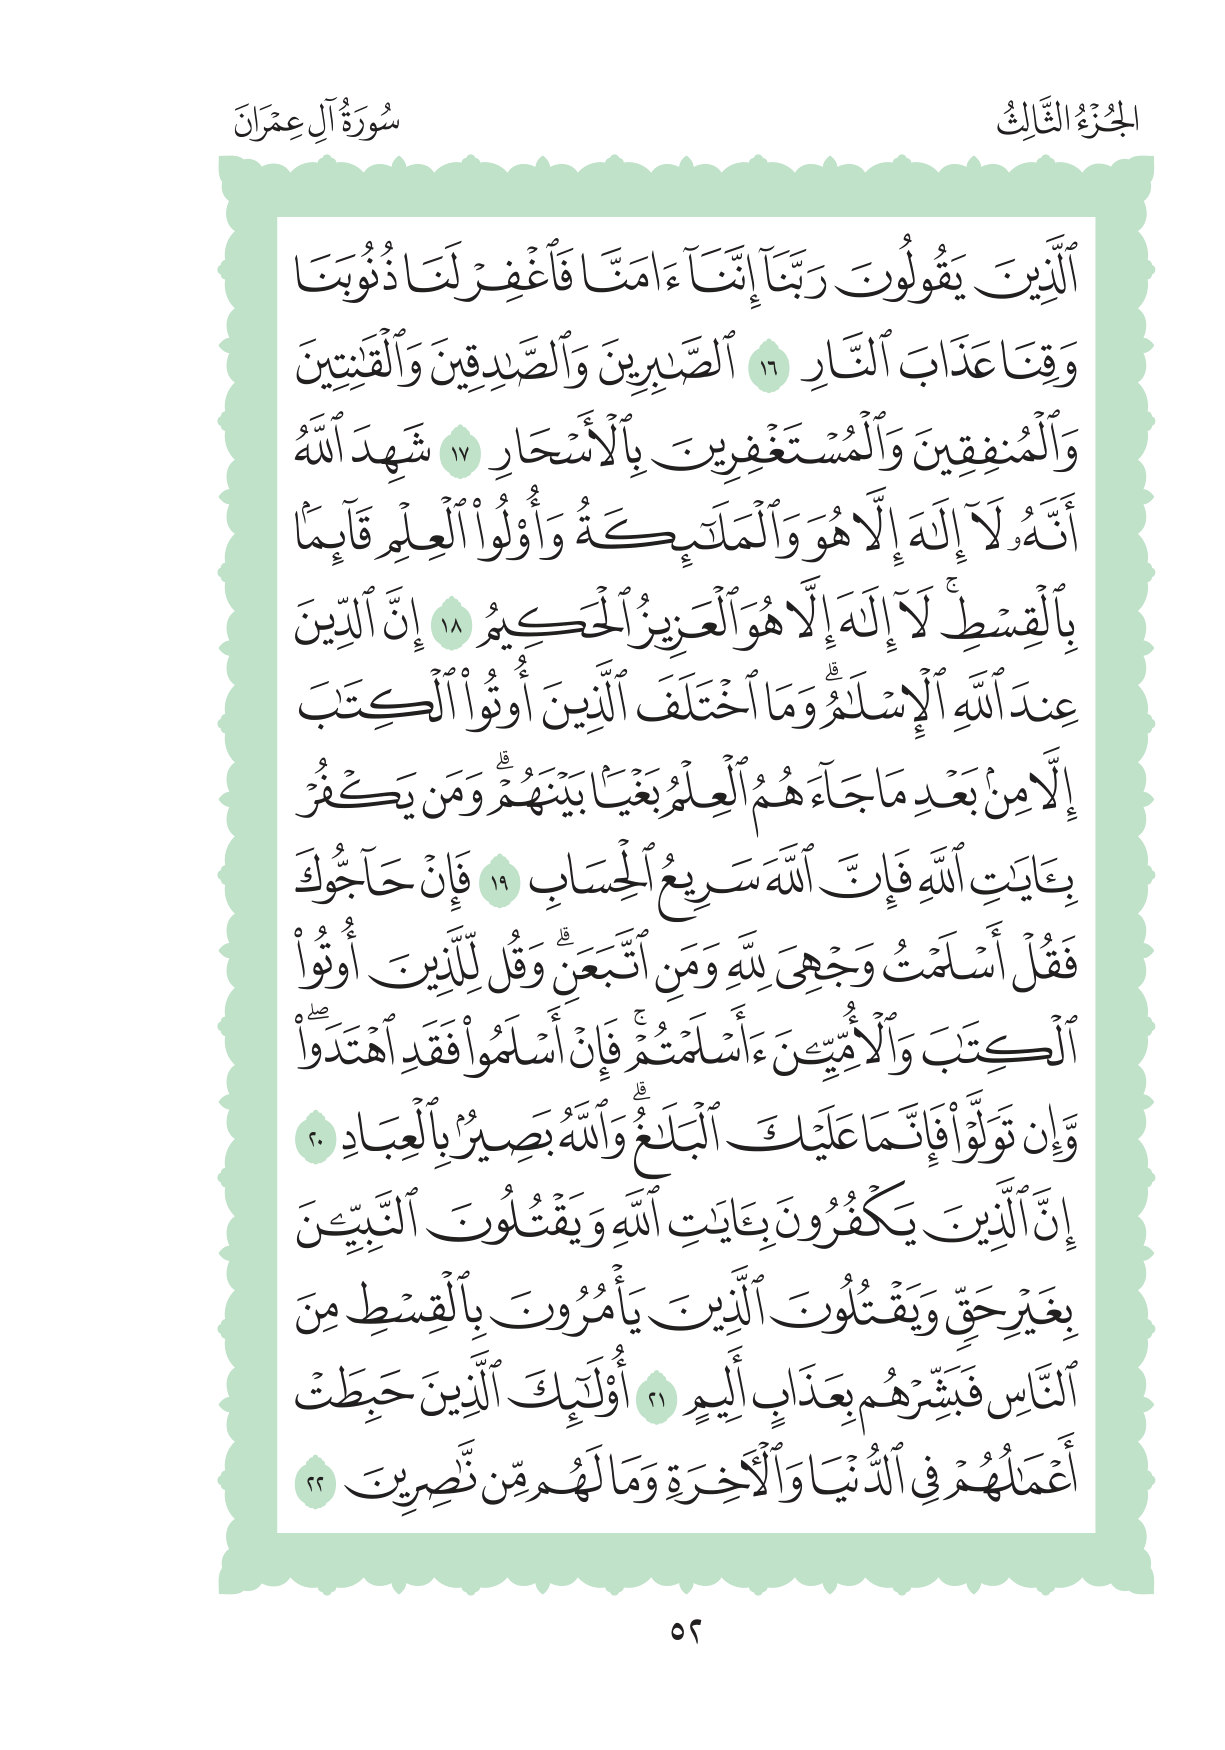 الجُزْءُ الثَّالِثُ
سُورَةُ آلِ عِمْرَانَ
ٱلَّذِينَ يَقُولُونَ رَبَّنَآ إِنَّنَآ ءَامَنَّا فَٱغْفِرْ لَنَا ذُنُوبَنَا
وَقِنَا عَذَابَ ٱلنَّارِ ١٦ ٱلصَّـٰبِرِينَ وَٱلصَّـٰدِقِينَ وَٱلْقَـٰنِتِينَ
وَٱلْمُنفِقِينَ وَٱلْمُسْتَغْفِرِينَ بِٱلْأَسْحَارِ ١٧ شَهِدَ ٱللَّهُ
أَنَّهُۥ لَآ إِلَـٰهَ إِلَّا هُوَ وَٱلْمَلَـٰٓئِكَةُ وَأُو۟لُوا۟ ٱلْعِلْمِ قَآئِمَۢا
بِٱلْقِسْطِ ۚ لَآ إِلَـٰهَ إِلَّا هُوَ ٱلْعَزِيزُ ٱلْحَكِيمُ ١٨ إِنَّ ٱلدِّينَ
عِندَ ٱللَّهِ ٱلْإِسْلَـٰمُ ۗ وَمَا ٱخْتَلَفَ ٱلَّذِينَ أُوتُوا۟ ٱلْكِتَـٰبَ
إِلَّا مِنۢ بَعْدِ مَا جَآءَهُمُ ٱلْعِلْمُ بَغْيَۢا بَيْنَهُمْ ۗ وَمَن يَكْفُرْ
بِـَٔايَـٰتِ ٱللَّهِ فَإِنَّ ٱللَّهَ سَرِيعُ ٱلْحِسَابِ ١٩ فَإِنْ حَآجُّوكَ
فَقُلْ أَسْلَمْتُ وَجْهِىَ لِلَّهِ وَمَنِ ٱتَّبَعَنِ ۗ وَقُل لِّلَّذِينَ أُوتُوا۟
ٱلْكِتَـٰبَ وَٱلْأُمِّيِّـۧنَ ءَأَسْلَمْتُمْ ۚ فَإِنْ أَسْلَمُوا۟ فَقَدِ ٱهْتَدَوا۟ ۖ
وَّإِن تَوَلَّوْا۟ فَإِنَّمَا عَلَيْكَ ٱلْبَلَـٰغُ ۗ وَٱللَّهُ بَصِيرُۢ بِٱلْعِبَادِ ٢٠
إِنَّ ٱلَّذِينَ يَكْفُرُونَ بِـَٔايَـٰتِ ٱللَّهِ وَيَقْتُلُونَ ٱلنَّبِيِّـۧنَ
بِغَيْرِ حَقٍّ وَيَقْتُلُونَ ٱلَّذِينَ يَأْمُرُونَ بِٱلْقِسْطِ مِنَ
ٱلنَّاسِ فَبَشِّرْهُم بِعَذَابٍ أَلِيمٍ ٢١ أُو۟لَـٰٓئِكَ ٱلَّذِينَ حَبِطَتْ
أَعْمَـٰلُهُمْ فِى ٱلدُّنْيَا وَٱلْـَٔاخِرَةِ وَمَا لَهُم مِّن نَّـٰصِرِينَ ٢٢
٥٢